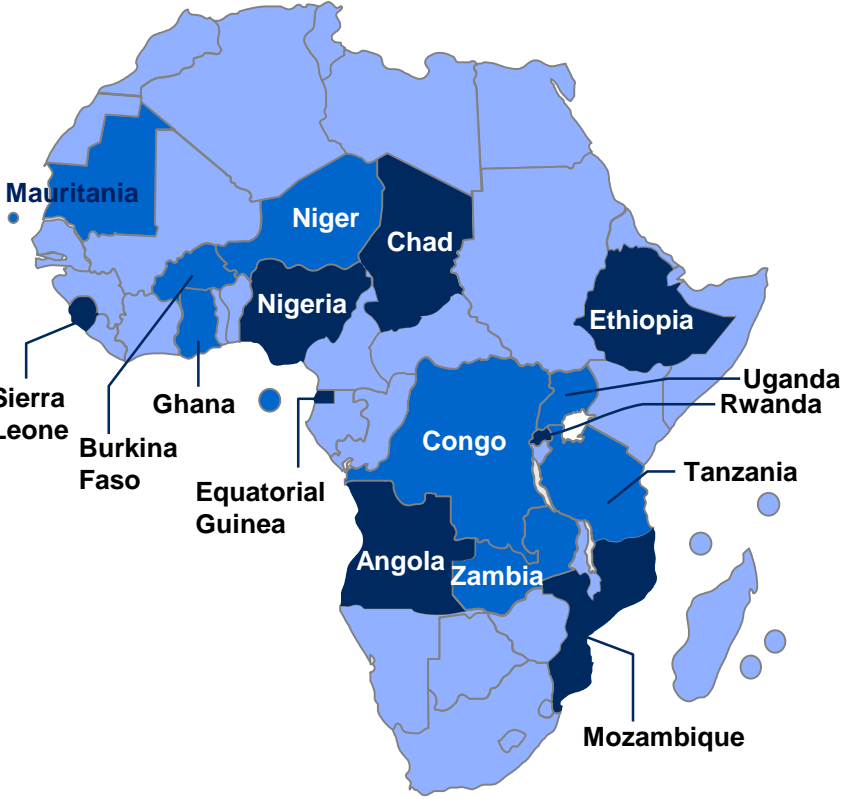 Mauritania
Niger
Chad
Nigeria
Ethiopia
Sierra
Leone
Ghana
Burkina
Faso
Uganda
Rwanda
Congo
Equatorial
Guinea
Tanzania
Angola
Zambia
Mozambique